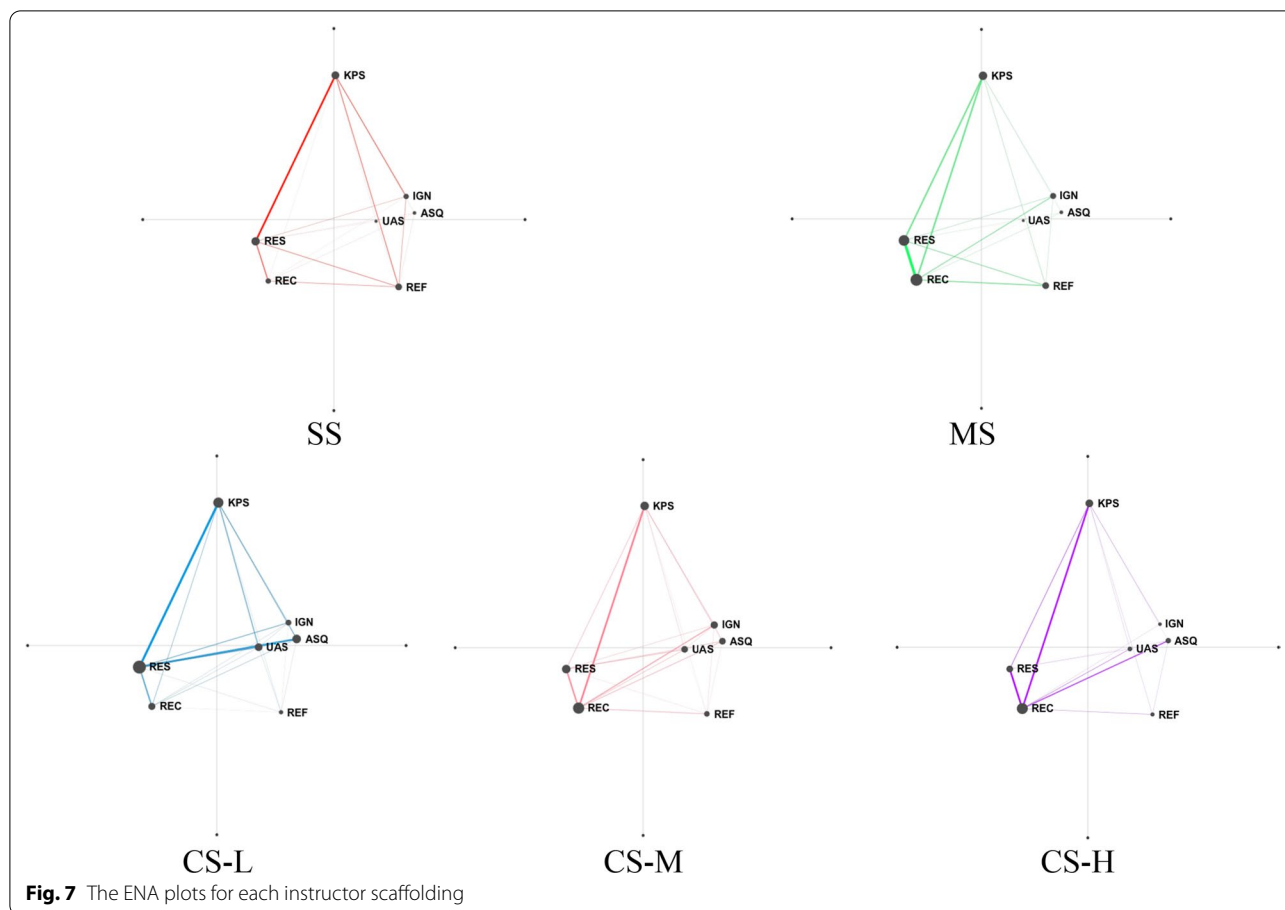 KPS
IGN
ASQ
UAS
RES
REC
REF
SS
KPS
IGN
ASQ
UAS
RES
REC
REF
MS
KPS
IGN
ASQ
UAS
RES
REC
REF
CS-L
KPS
IGN
ASQ
UAS
RES
REC
REF
CS-M
KPS
IGN
ASQ
UAS
RES
REC
REF
CS-H
Fig. 7 The ENA plots for each instructor scaffolding